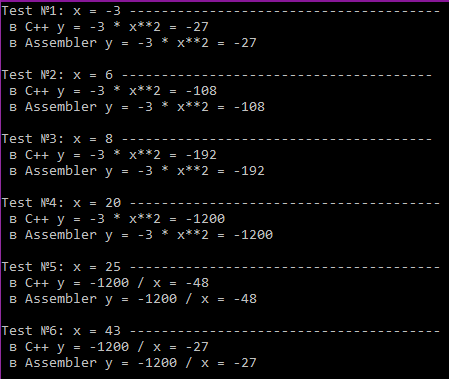 Test №1: x = -3 ---------------------------------------
в C++ y = -3 * x**2 = -27
в Assembler y = -3 * x**2 = -27
Test №2: x = 6 ---------------------------------------
в C++ y = -3 * x**2 = -108
в Assembler y = -3 * x**2 = -108
Test №3: x = 8 ---------------------------------------
в C++ y = -3 * x**2 = -192
в Assembler y = -3 * x**2 = -192
Test №4: x = 20 ---------------------------------------
в C++ y = -3 * x**2 = -1200
в Assembler y = -3 * x**2 = -1200
Test №5: x = 25 ---------------------------------------
в C++ y = -1200 / x = -48
в Assembler y = -1200 / x = -48
Test №6: x = 43 ---------------------------------------
в C++ y = -1200 / x = -27
в Assembler y = -1200 / x = -27